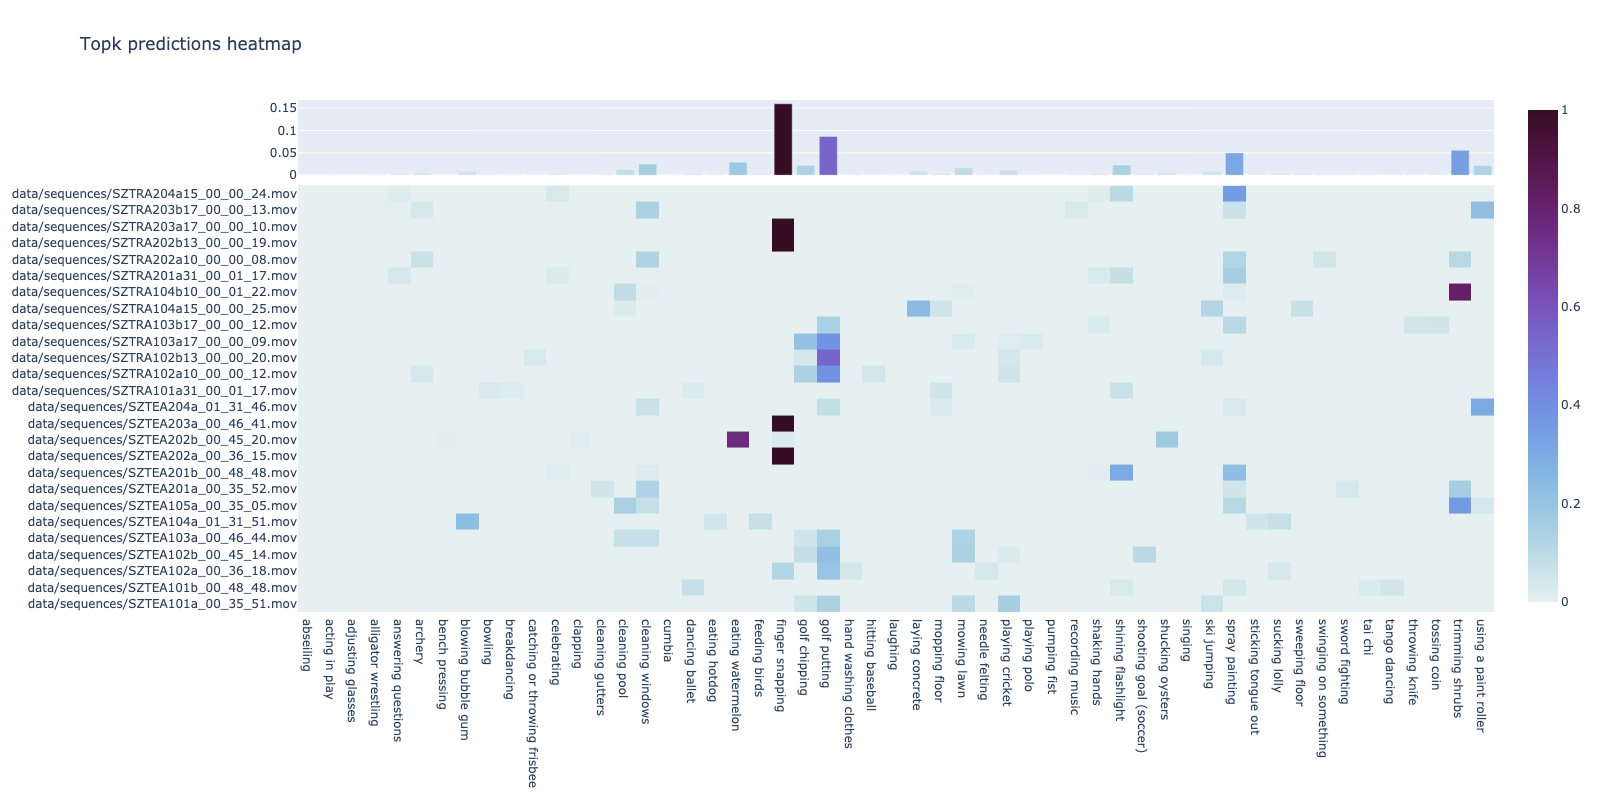 Topk predictions heatmap
0.15
0.1
0.05
0
1
0.8
0.6
0.4
0.2
0
data/sequences/SZTRA204a15_00_00_24.mov
data/sequences/SZTRA203b17_00_00_13.mov
data/sequences/SZTRA203a17_00_00_10.mov
data/sequences/SZTRA202b13_00_00_19.mov
data/sequences/SZTRA202a10_00_00_08.mov
data/sequences/SZTRA201a31_00_01_17.mov
data/sequences/SZTRA104b10_00_01_22.mov
data/sequences/SZTRA104a15_00_00_25.mov
data/sequences/SZTRA103b17_00_00_12.mov
data/sequences/SZTRA103a17_00_00_09.mov
data/sequences/SZTRA102b13_00_00_20.mov
data/sequences/SZTRA102a10_00_00_12.mov
data/sequences/SZTRA101a31_00_01_17.mov
data/sequences/SZTEA204a_01_31_46.mov
data/sequences/SZTEA203a_00_46_41.mov
data/sequences/SZTEA202b_00_45_20.mov
data/sequences/SZTEA202a_00_36_15.mov
data/sequences/SZTEA201b_00_48_48.mov
data/sequences/SZTEA201a_00_35_52.mov
data/sequences/SZTEA105a_00_35_05.mov
data/sequences/SZTEA104a_01_31_51.mov
data/sequences/SZTEA103a_00_46_44.mov
data/sequences/SZTEA102b_00_45_14.mov
data/sequences/SZTEA102a_00_36_18.mov
data/sequences/SZTEA101b_00_48_48.mov
data/sequences/SZTEA101a_00_35_51.mov
abseiling
acting in play
adjusting glasses
alligator wrestling
answering questions
archery
bench pressing
blowing bubble gum
bowling
breakdancing
catching or throwing frisbee
celebrating
clapping
cleaning gutters
cleaning pool
cleaning windows
cumbia
dancing ballet
eating hotdog
eating watermelon
feeding birds
finger snapping
golf chipping
golf putting
hand washing clothes
hitting baseball
laughing
laying concrete
mopping floor
mowing lawn
needle felting
playing cricket
playing polo
pumping fist
recording music
shaking hands
shining flashlight
shooting goal (soccer)
shucking oysters
singing
ski jumping
spray painting
sticking tongue out
sucking lolly
sweeping floor
swinging on something
sword fighting
tai chi
tango dancing
throwing knife
tossing coin
trimming shrubs
using a paint roller